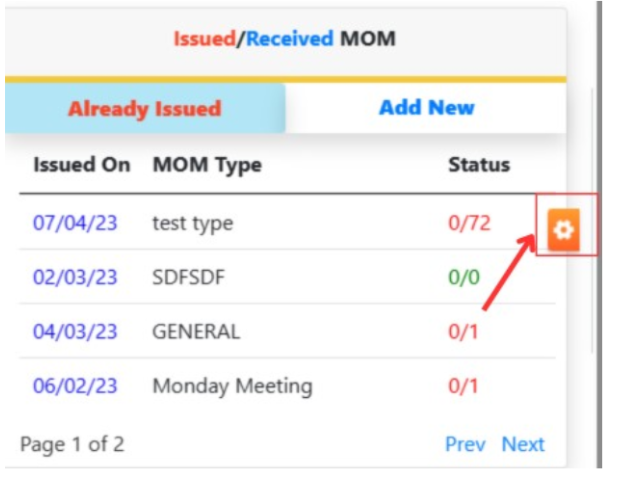 Issued/Received MOM
Already Issued Add New
Issued On MOM Type Status
07/04/23 test type 0/72
02/03/23 SDFSDF 0/0
04/03/23 GENERAL 0/1
06/02/23 Monday Meeting 0/1
Page 1 of 2 Prev Next